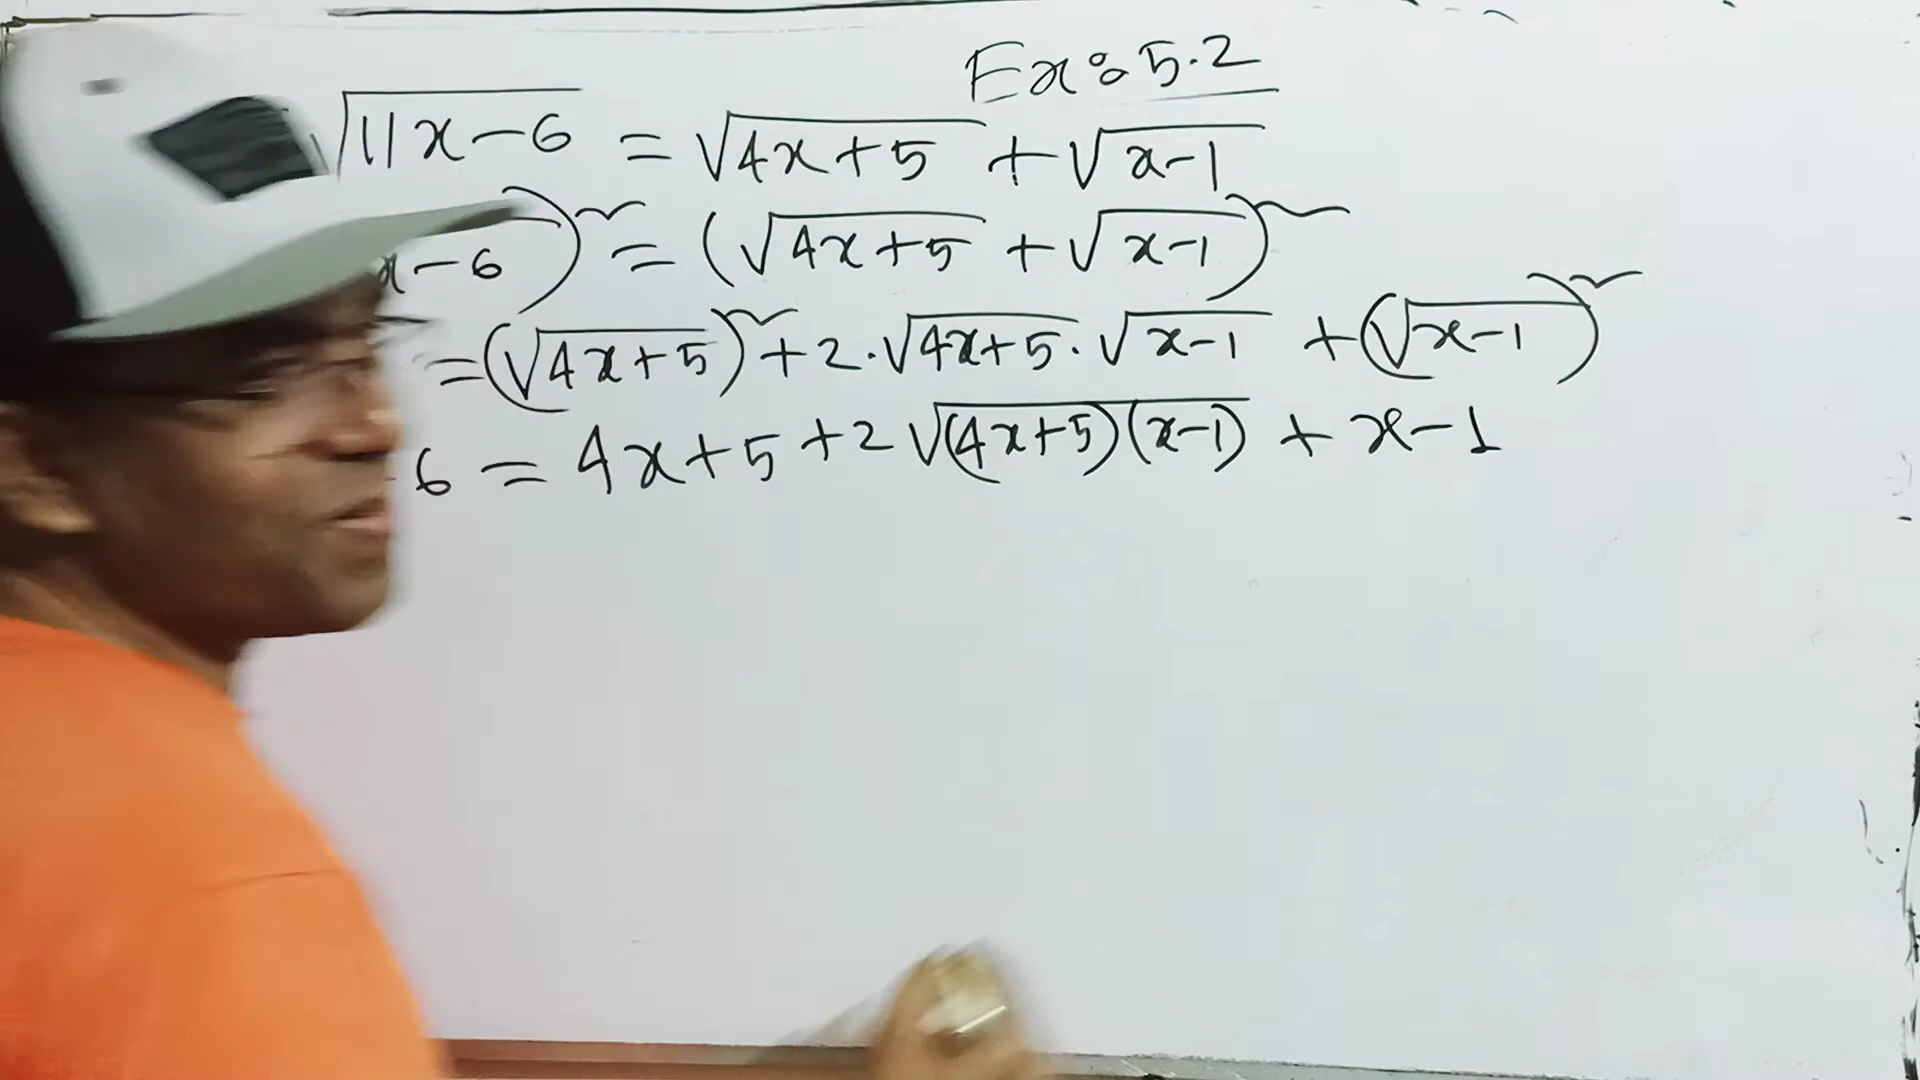 Ex: 5.2
√(11x-6) = √(4x+5) + √(x-1)
x-6)² = (√(4x+5) + √(x-1))²
= (√(4x+5))² + 2·√(4x+5)·√(x-1) + (√(x-1))²
6 = 4x+5+2√((4x+5)(x-1)) + x-1